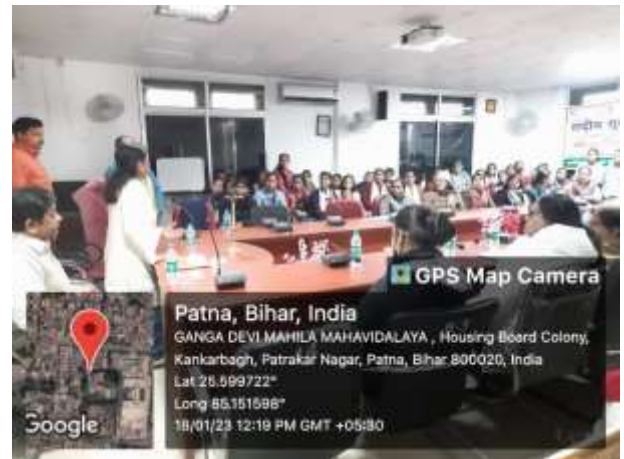 राष्ट्रीय
GPS Map Camera
Patna, Bihar, India
GANGA DEVI MAHILA MAHAVIDALAYA , Housing Board Colony,
Kankarbagh, Patrakar Nagar, Patna, Bihar 800020, India
Lat 25.599722°
Long 85.151598°
18/01/23 12:19 PM GMT +05:30
Google